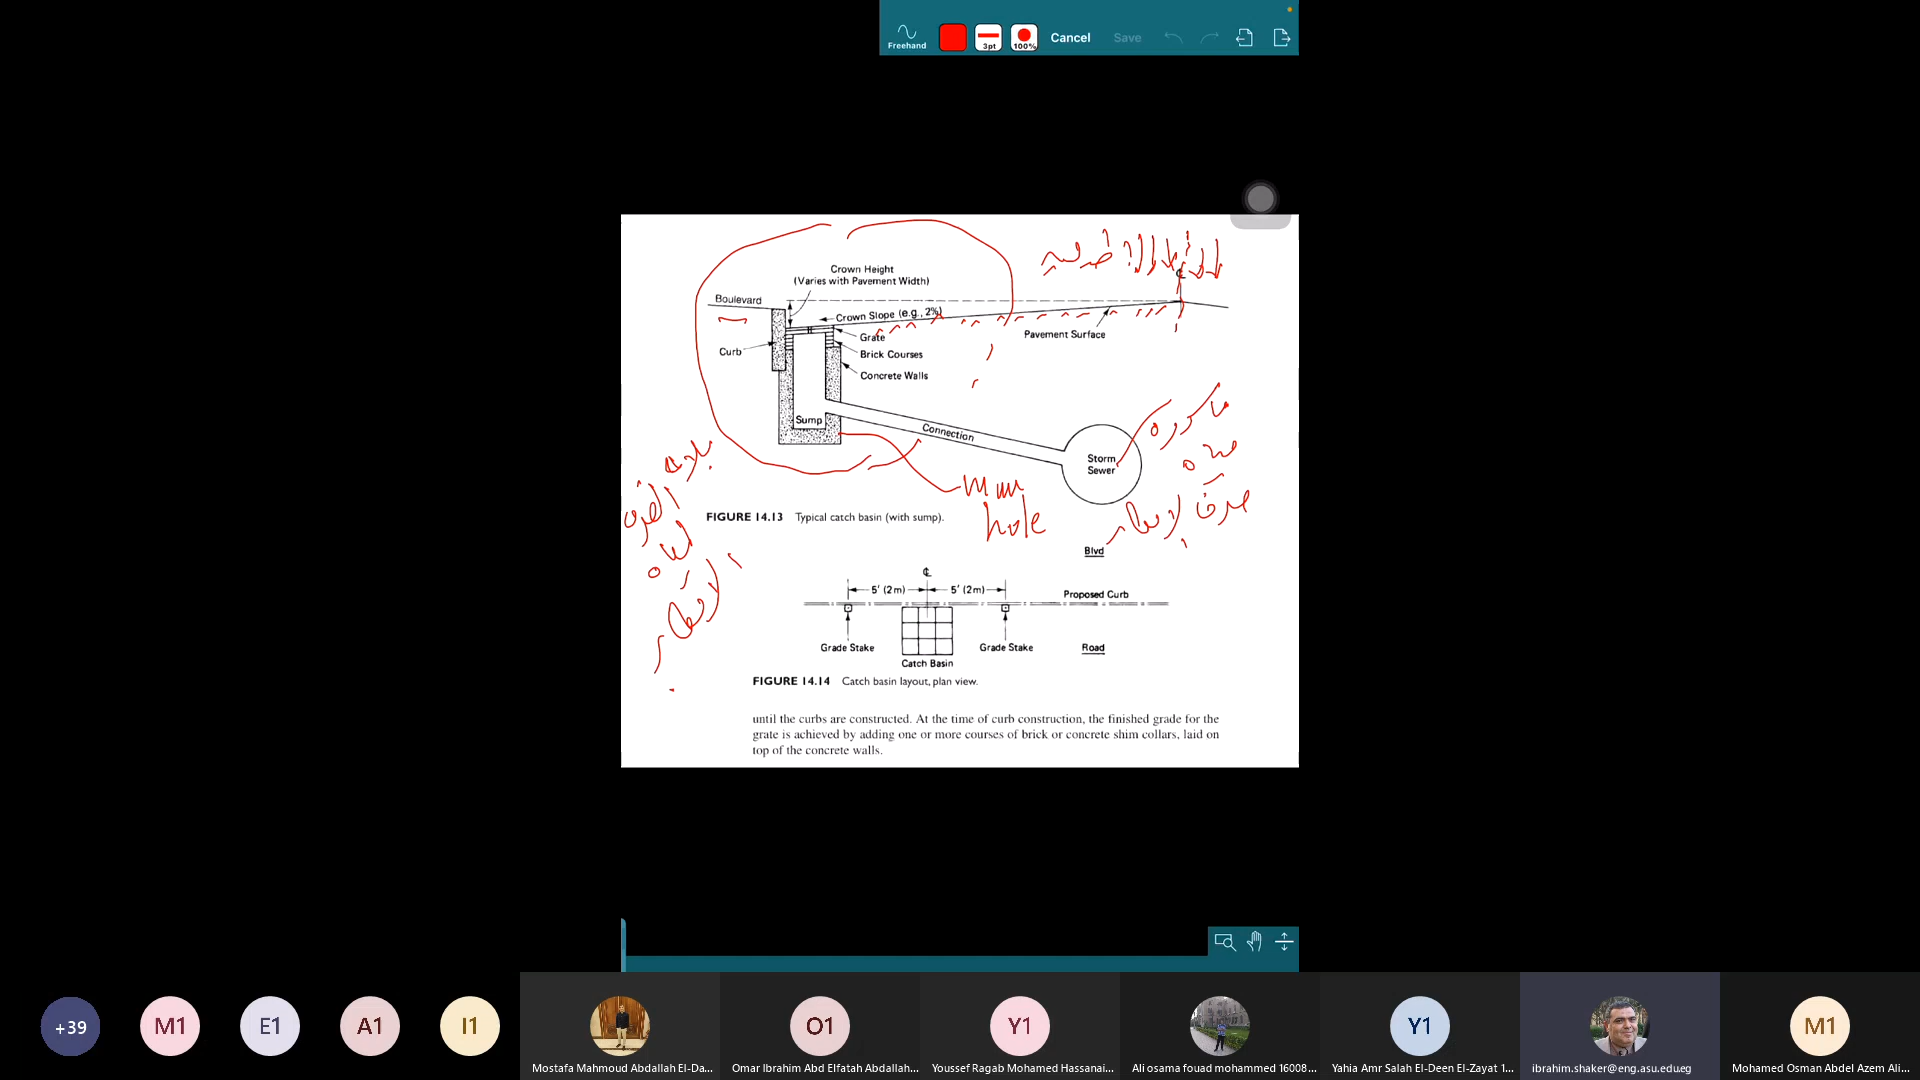 Freehand
3pt
100%
Cancel
Save
Crown Height
(Varies with Pavement Width)
Boulevard
Crown Slope (e.g., 2%)
Grate
Pavement Surface
Curb
Brick Courses
Concrete Walls
Sump
Connection
Storm
Sewer
ماسورة
صرف
hole
FIGURE 14.13 Typical catch basin (with sump).
Blvd
℄
5' (2m)
5' (2m)
Proposed Curb
Grade Stake
Grade Stake
Road
Catch Basin
FIGURE 14.14 Catch basin layout, plan view.
until the curbs are constructed. At the time of curb construction, the finished grade for the
grate is achieved by adding one or more courses of brick or concrete shim collars, laid on
top of the concrete walls.
+39
M1
E1
A1
I1
O1
Y1
Y1
M1
Mostafa Mahmoud Abdallah El-Da...
Omar Ibrahim Abd Elfatah Abdallah...
Youssef Ragab Mohamed Hassanai...
Ali osama fouad mohammed 16008...
Yahia Amr Salah El-Deen El-Zayat 1...
ibrahim.shaker@eng.asu.edu.eg
Mohamed Osman Abdel Azem Ali...